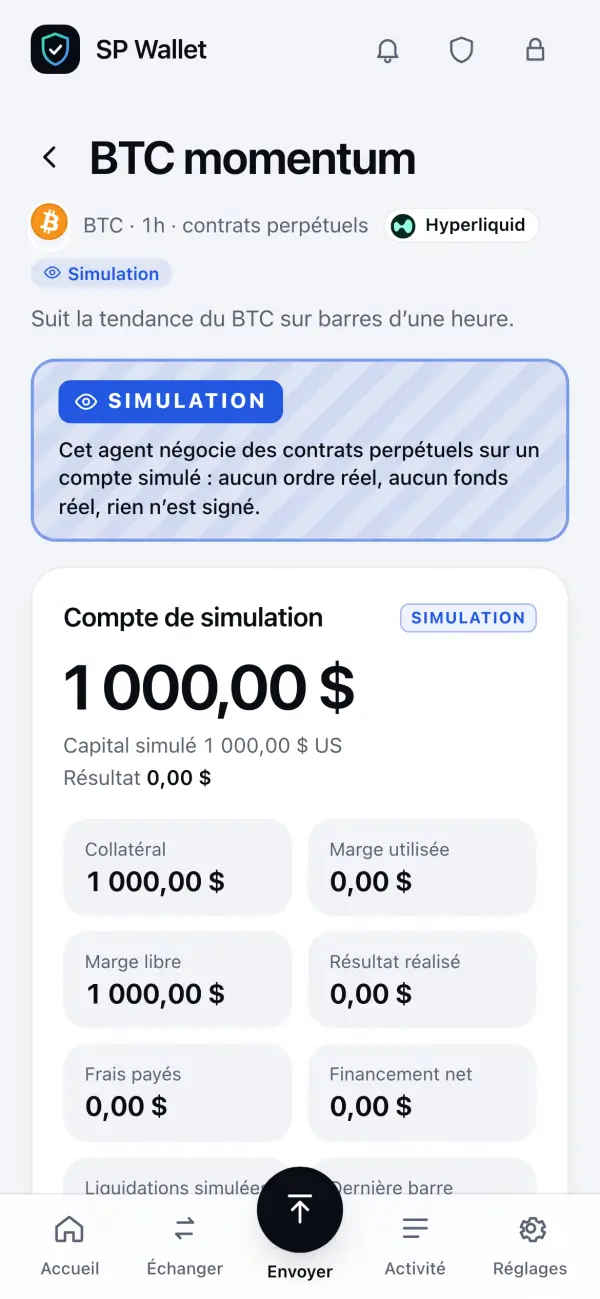 SP Wallet
BTC momentum
BTC · 1h · contrats perpétuels
Hyperliquid
Simulation
Suit la tendance du BTC sur barres d’une heure.
SIMULATION
Cet agent négocie des contrats perpétuels sur un
compte simulé : aucun ordre réel, aucun fonds
réel, rien n’est signé.
Compte de simulation
SIMULATION
1 000,00 $
Capital simulé 1 000,00 $ US
Résultat 0,00 $
Collatéral
1 000,00 $
Marge utilisée
0,00 $
Marge libre
1 000,00 $
Résultat réalisé
0,00 $
Frais payés
0,00 $
Financement net
0,00 $
Liquidations simulées
Dernière barre
Accueil
Échanger
Envoyer
Activité
Réglages